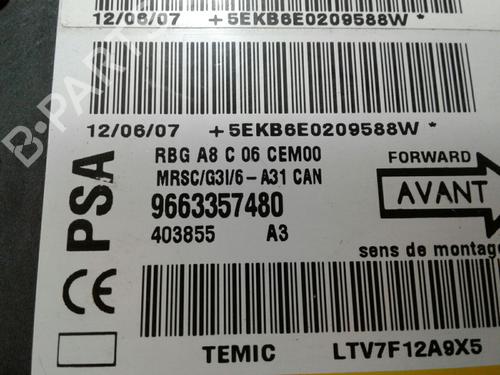 12/06/07 +5EKB6E0209588W*
12/06/07 +5EKB6E0209588W*
PSA
RBG A8 C 06 CEM00
MRSC/G3I/6-A31 CAN
9663357480
403855 A3
FORWARD
AVANT
sens de montage
CE
TEMIC LTV7F12A9X5
B-PARTS